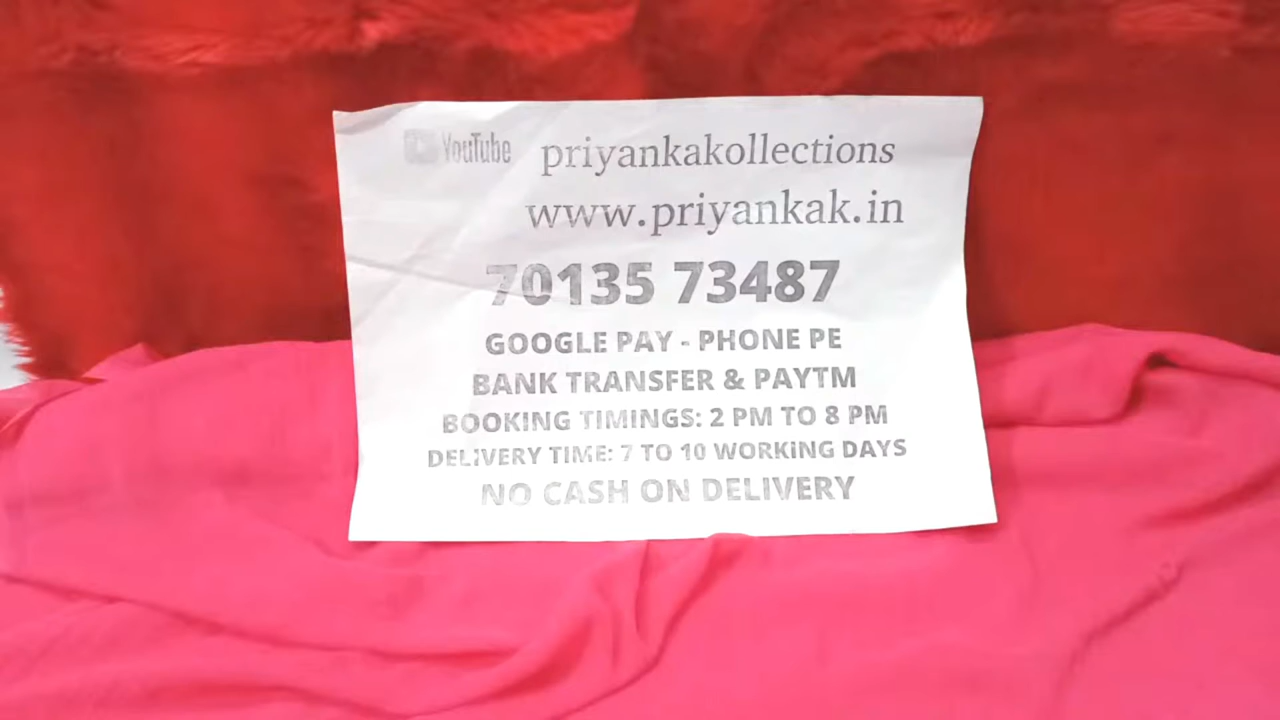 YouTube priyankakollections
www.priyankak.in
70135 73487
GOOGLE PAY - PHONE PE
BANK TRANSFER & PAYTM
BOOKING TIMINGS: 2 PM TO 8 PM
DELIVERY TIME: 7 TO 10 WORKING DAYS
NO CASH ON DELIVERY